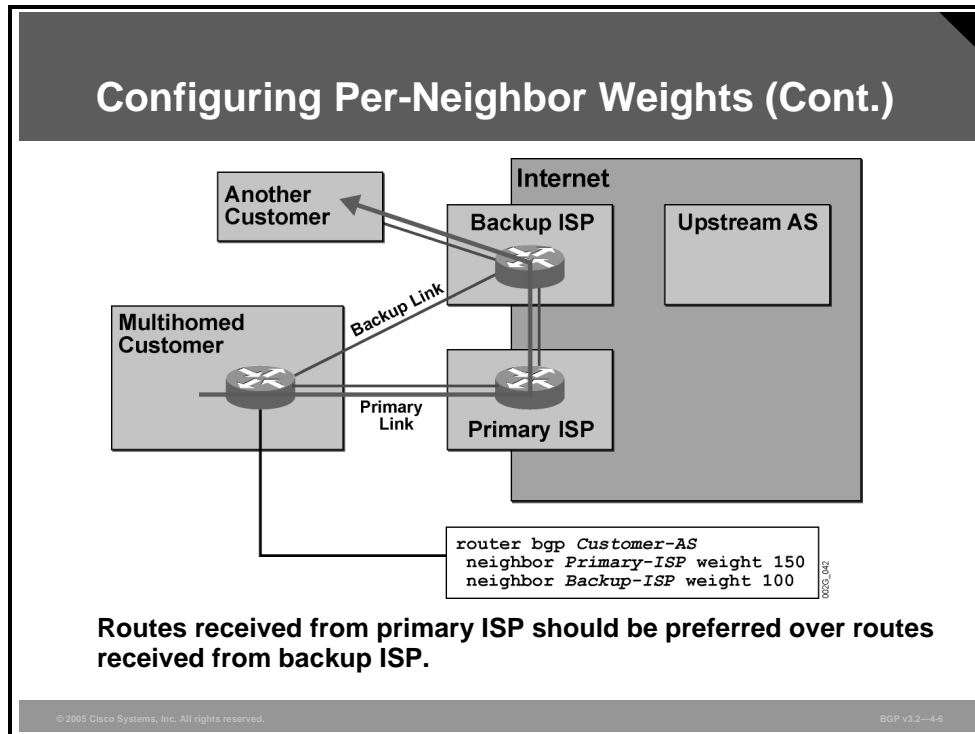 Configuring Per-Neighbor Weights (Cont.)
Another
Customer
Internet
Backup ISP
Upstream AS
Backup Link
Multihomed
Customer
Primary
Link
Primary ISP
router bgp Customer-AS
neighbor Primary-ISP weight 150
neighbor Backup-ISP weight 100
002G_042
Routes received from primary ISP should be preferred over routes
received from backup ISP.
© 2005 Cisco Systems, Inc. All rights reserved.
BGP v3.2—4-6